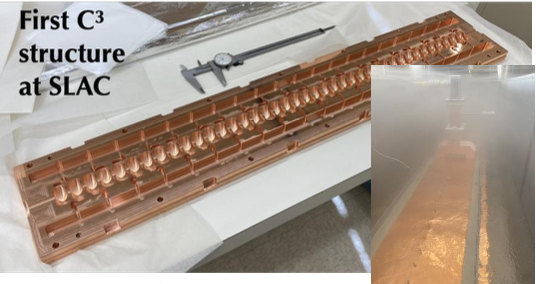 First C³
structure
at SLAC